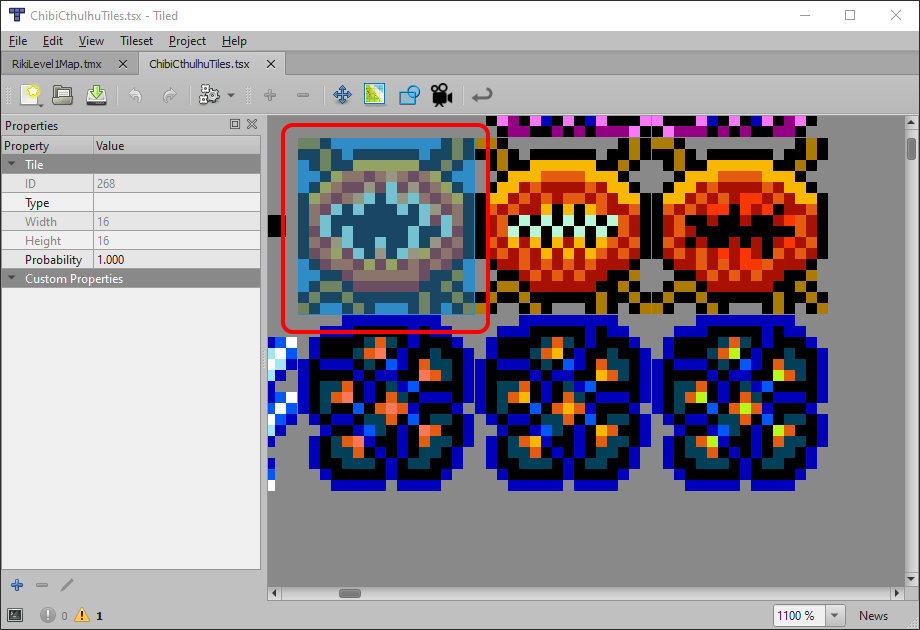 ChibiCthulhuTiles.tsx - Tiled
File Edit View Tileset Project Help
RikiLevel1Map.tmx ChibiCthulhuTiles.tsx
Properties
Property Value
Tile
ID 268
Type
Width 16
Height 16
Probability 1.000
Custom Properties
0 1 1100 % News